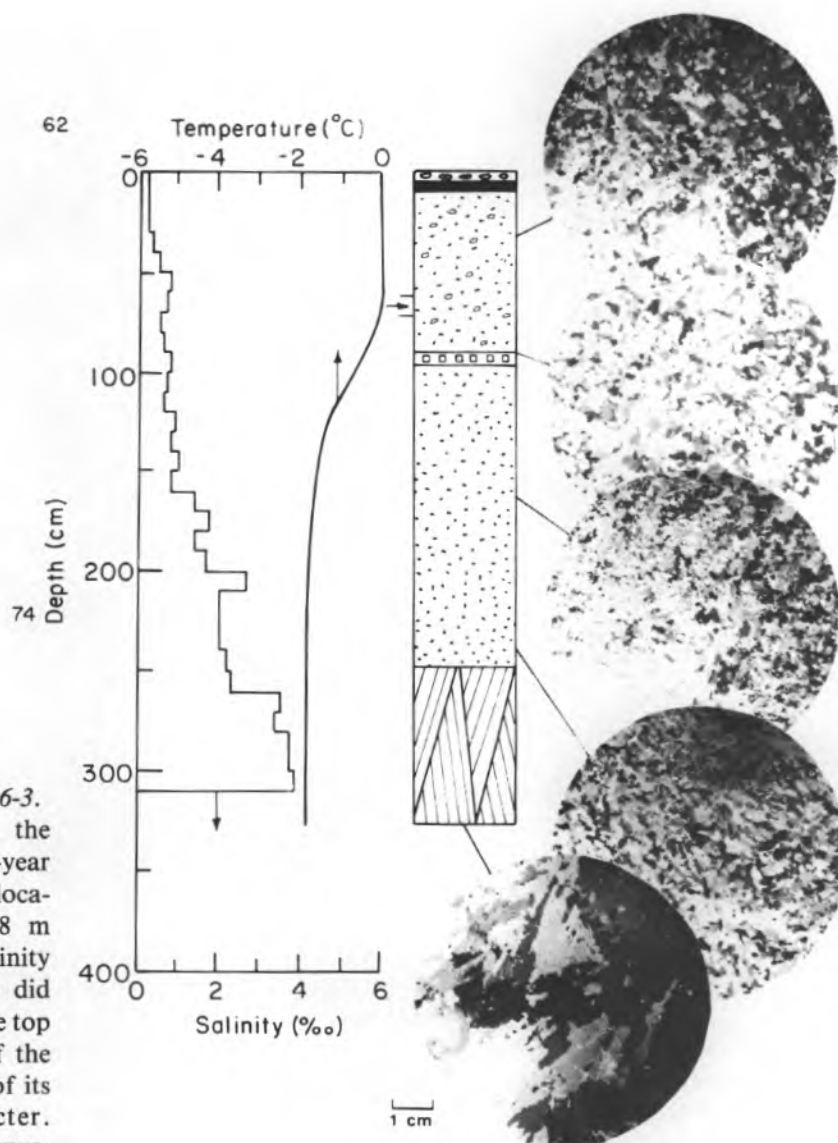 62
Temperature (°C)
-6 -4 -2 0
0
100
200
300
400
Depth (cm)
74
0 2 4 6
Salinity (‰)
1 cm
6-3.
the
-year
loca-
8 m
inity
did
e top
f the
of its
cter.